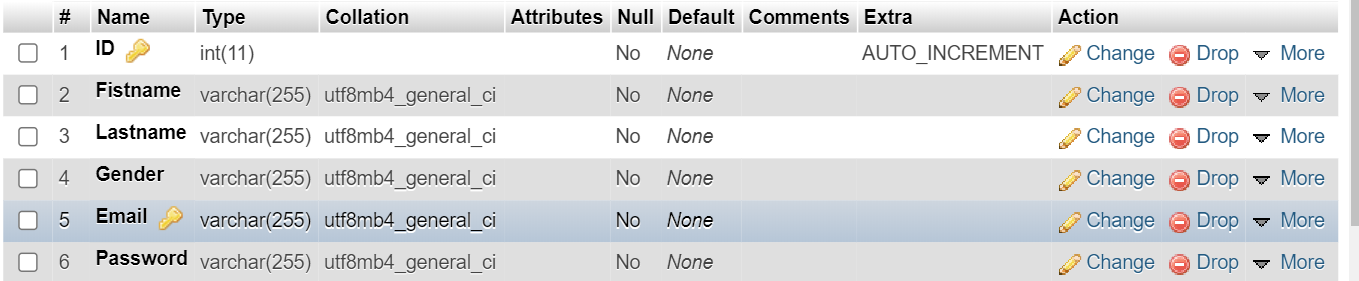 # Name Type Collation Attributes Null Default Comments Extra Action
1 ID int(11) No None AUTO_INCREMENT Change Drop More
2 Fistname varchar(255) utf8mb4_general_ci No None Change Drop More
3 Lastname varchar(255) utf8mb4_general_ci No None Change Drop More
4 Gender varchar(255) utf8mb4_general_ci No None Change Drop More
5 Email varchar(255) utf8mb4_general_ci No None Change Drop More
6 Password varchar(255) utf8mb4_general_ci No None Change Drop More